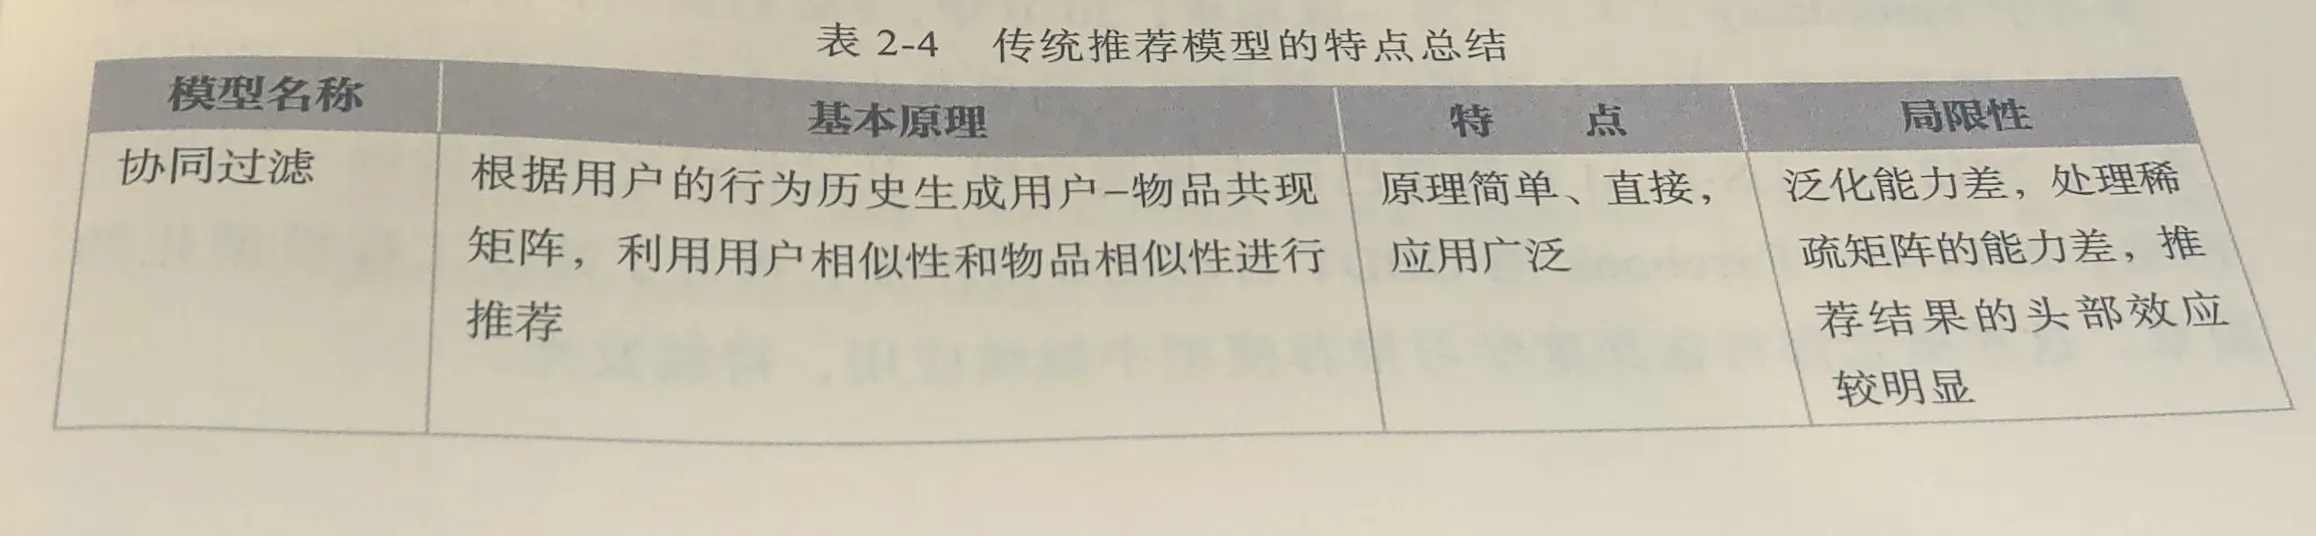 表 2-4 传统推荐模型的特点总结
模型名称 基本原理 特 点 局限性
协同过滤
根据用户的行为历史生成用户-物品共现
矩阵，利用用户相似性和物品相似性进行
推荐
原理简单、直接，
应用广泛
泛化能力差，处理稀
疏矩阵的能力差，推
荐结果的头部效应
较明显